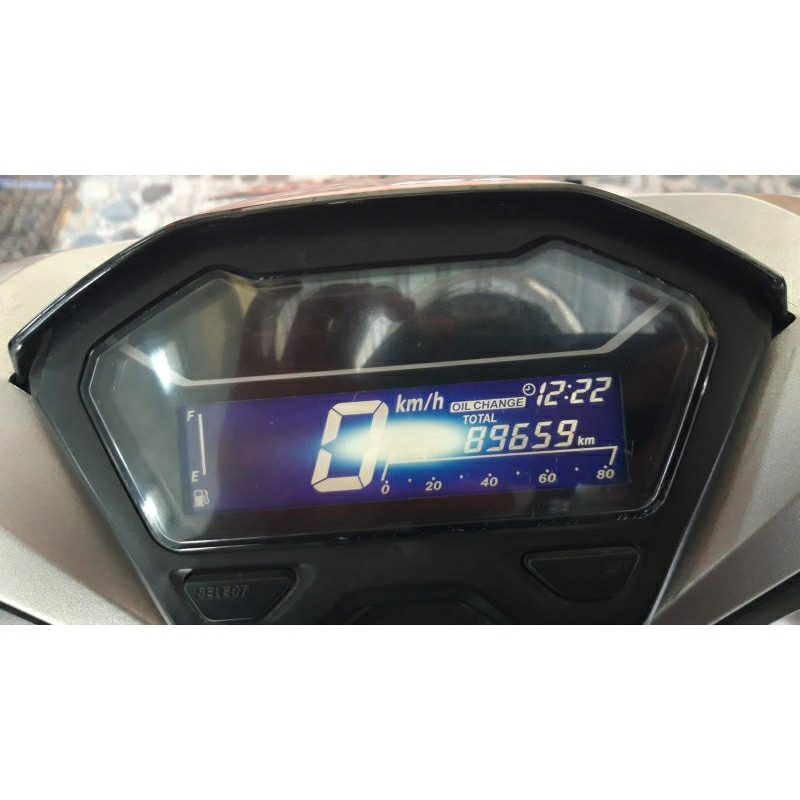 F
E
0 km/h
OIL CHANGE 12:22
TOTAL
89659 km
0 20 40 60 80
SELECT